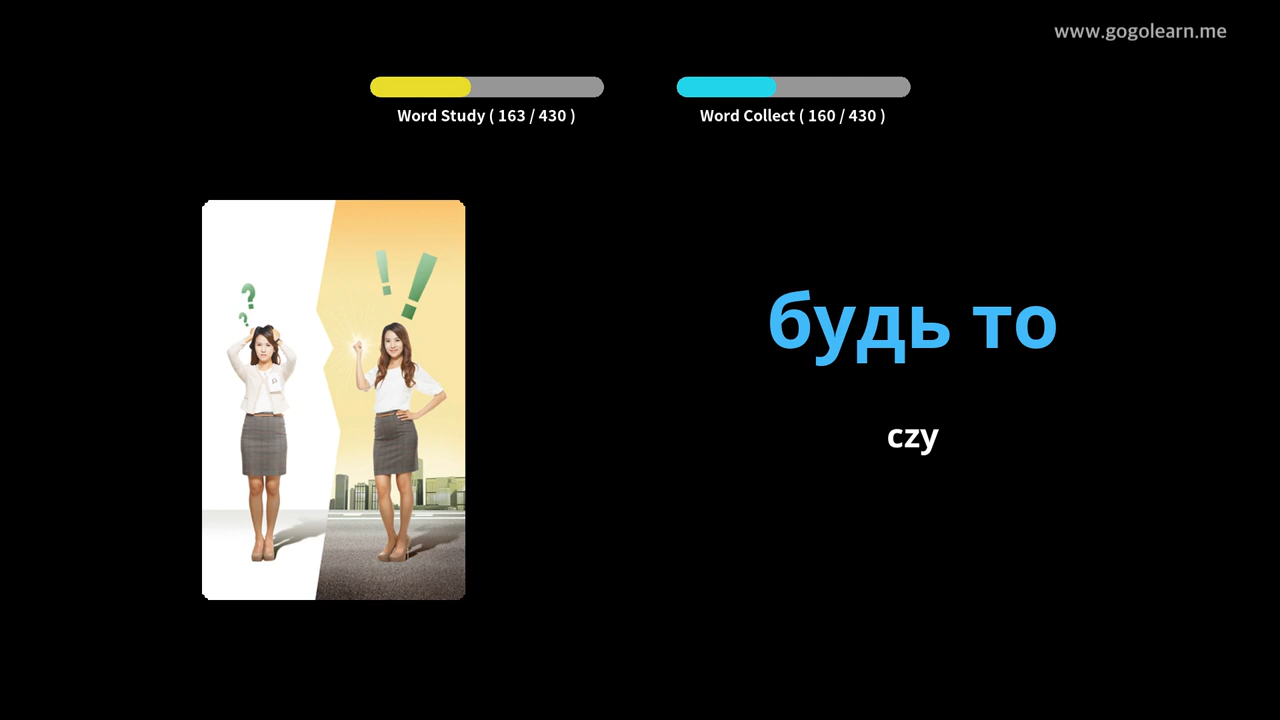 www.gogolearn.me
Word Study ( 163 / 430 )
Word Collect ( 160 / 430 )
? ? ! !
будь то
czy